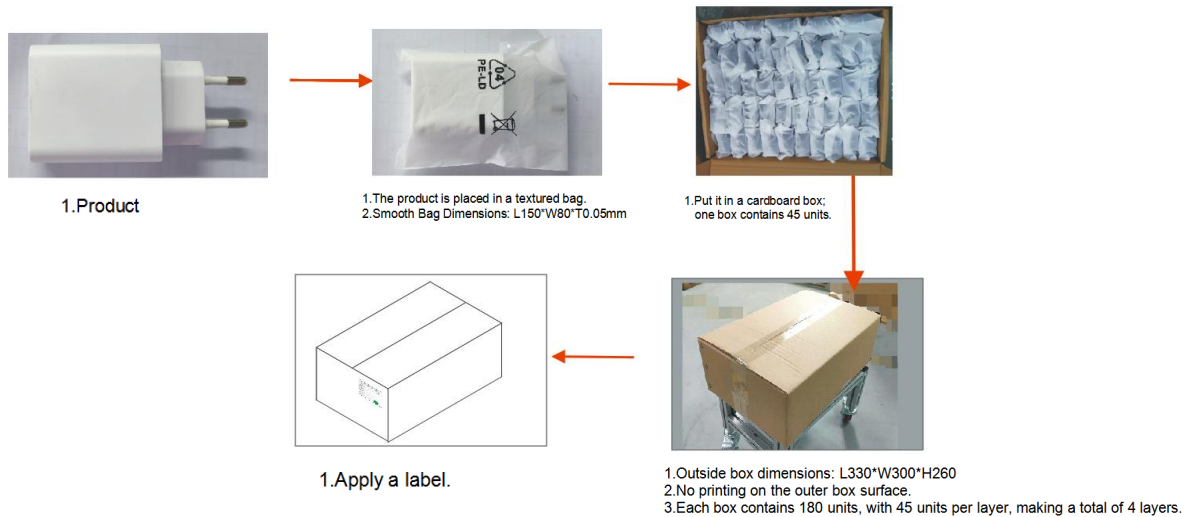 04
PE-LD
1.Product
1.The product is placed in a textured bag.
2.Smooth Bag Dimensions: L150*W80*T0.05mm
1.Put it in a cardboard box;
one box contains 45 units.
1.Apply a label.
1.Outside box dimensions: L330*W300*H260
2.No printing on the outer box surface.
3.Each box contains 180 units, with 45 units per layer, making a total of 4 layers.